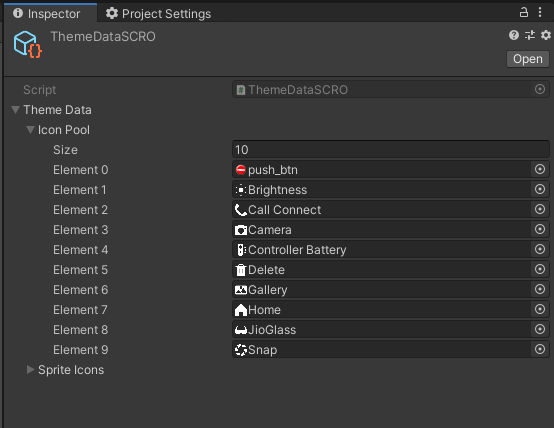 Inspector Project Settings
ThemeDataSCRO
Open
Script ThemeDataSCRO
Theme Data
Icon Pool
Size 10
Element 0 push_btn
Element 1 Brightness
Element 2 Call Connect
Element 3 Camera
Element 4 Controller Battery
Element 5 Delete
Element 6 Gallery
Element 7 Home
Element 8 JioGlass
Element 9 Snap
Sprite Icons